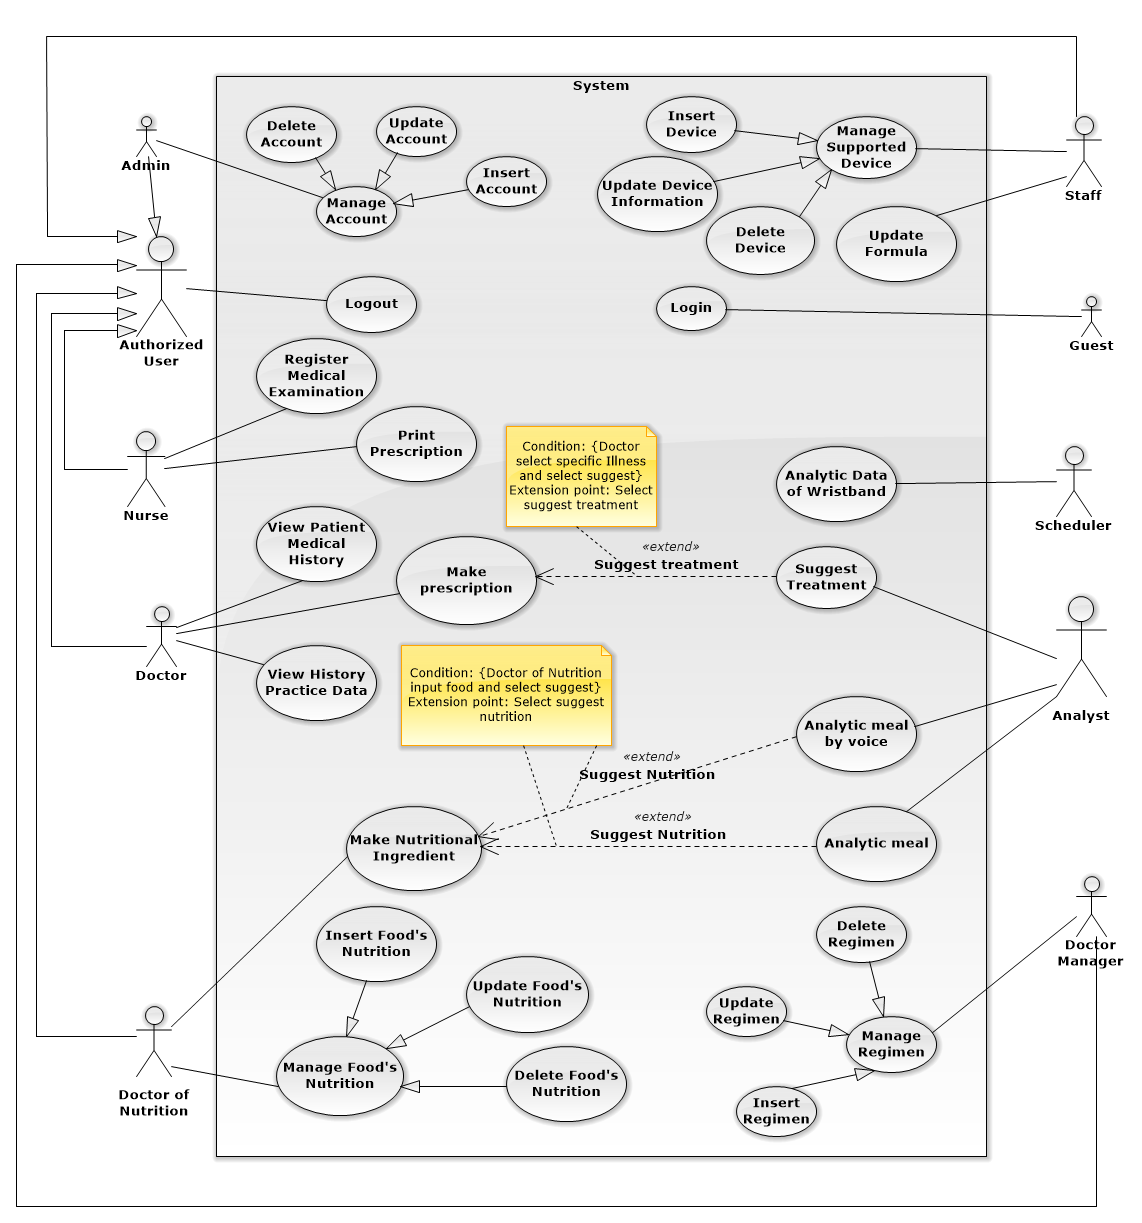 System
Delete
Account
Update
Account
Insert
Account
Manage
Account
Insert
Device
Manage
Supported
Device
Update Device
Information
Delete
Device
Update
Formula
Admin
Staff
Logout
Login
Authorized
User
Guest
Register
Medical
Examination
Print
Prescription
Condition: {Doctor
select specific Illness
and select suggest}
Extension point: Select
suggest treatment
Analytic Data
of Wristband
Nurse
Scheduler
View Patient
Medical
History
Make
prescription
«extend»
Suggest treatment
Suggest
Treatment
Doctor
View History
Practice Data
Condition: {Doctor of Nutrition
input food and select suggest}
Extension point: Select suggest
nutrition
Analyst
Analytic meal
by voice
«extend»
Suggest Nutrition
«extend»
Suggest Nutrition
Make Nutritional
Ingredient
Analytic meal
Insert Food's
Nutrition
Delete
Regimen
Doctor
Manager
Update Food's
Nutrition
Update
Regimen
Manage
Regimen
Manage Food's
Nutrition
Delete Food's
Nutrition
Insert
Regimen
Doctor of
Nutrition